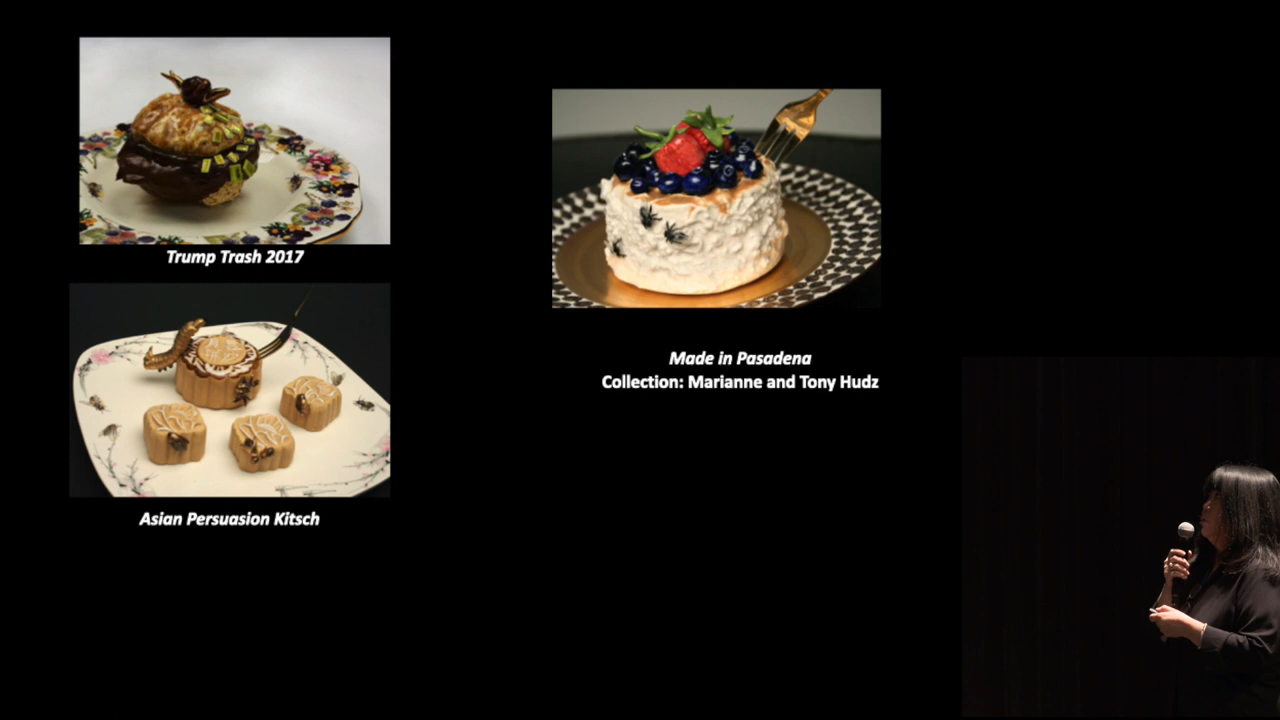 Trump Trash 2017
Asian Persuasion Kitsch
Made in Pasadena
Collection: Marianne and Tony Hudz